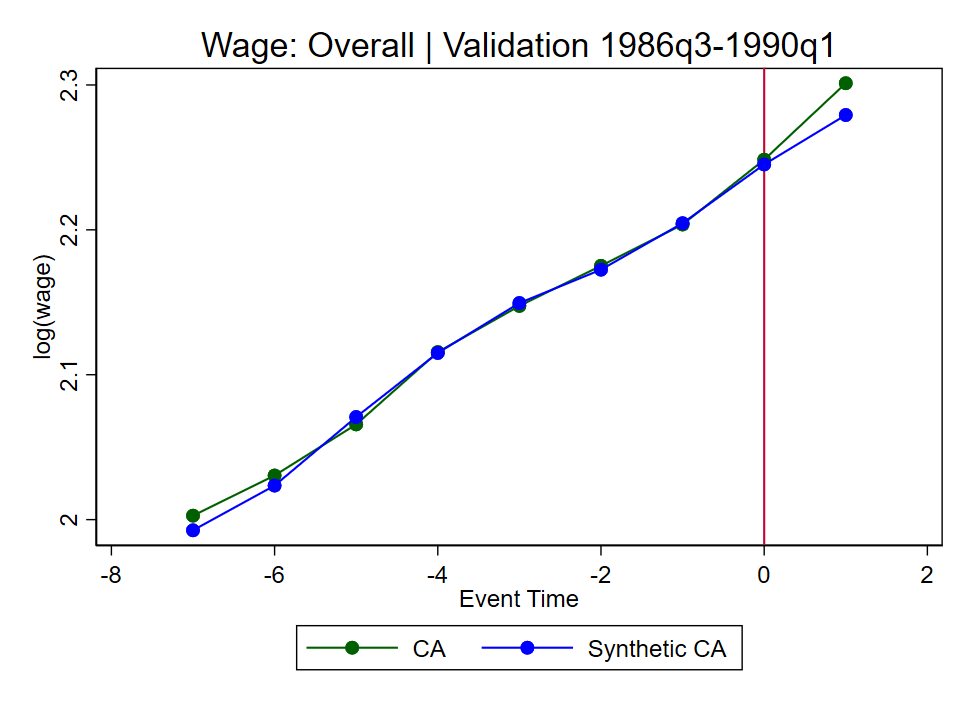 Wage: Overall | Validation 1986q3-1990q1
2.3
2.2
2.1
2
log(wage)
-8 -6 -4 -2 0 2
Event Time
CA Synthetic CA